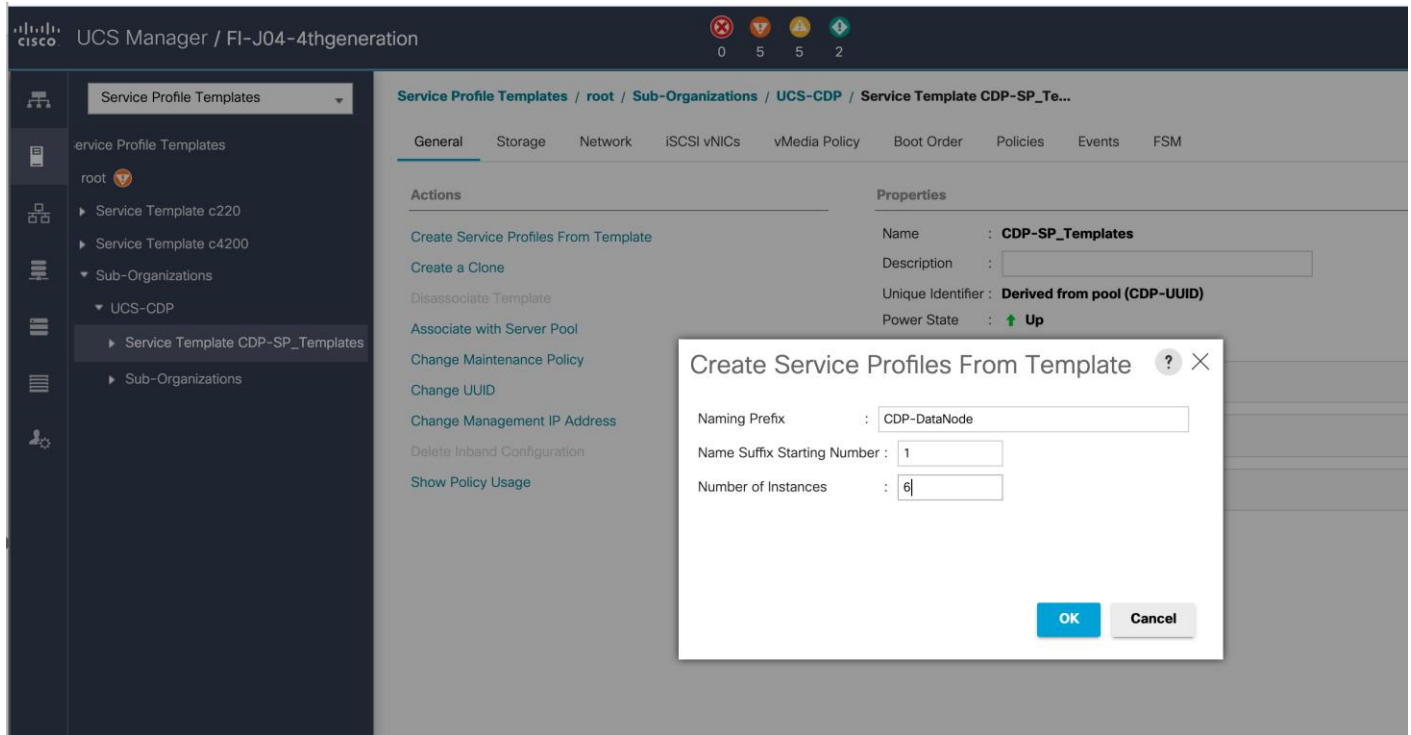 CISCO
UCS Manager / FI-J04-4thgeneration
0 5 5 2
Service Profile Templates
ervice Profile Templates
root
Service Template c220
Service Template c4200
Sub-Organizations
UCS-CDP
Service Template CDP-SP_Templates
Sub-Organizations
Service Profile Templates / root / Sub-Organizations / UCS-CDP / Service Template CDP-SP_Te...
General Storage Network iSCSI vNICs vMedia Policy Boot Order Policies Events FSM
Actions
Create Service Profiles From Template
Create a Clone
Disassociate Template
Associate with Server Pool
Change Maintenance Policy
Change UUID
Change Management IP Address
Delete Inband Configuration
Show Policy Usage
Properties
Name : CDP-SP_Templates
Description :
Unique Identifier : Derived from pool (CDP-UUID)
Power State : Up
Create Service Profiles From Template ?
Naming Prefix : CDP-DataNode
Name Suffix Starting Number : 1
Number of Instances : 6
OK Cancel